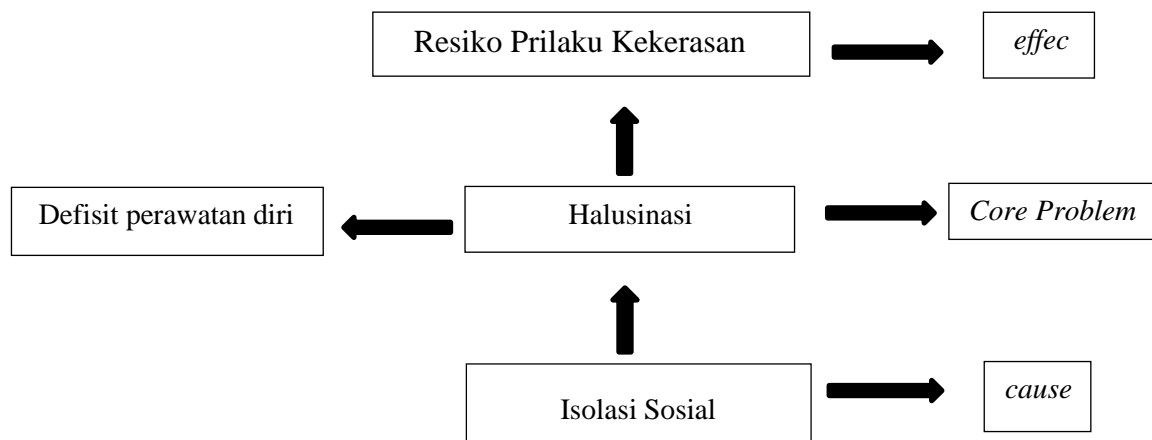 Resiko Prilaku Kekerasan
effec
Defisit perawatan diri
Halusinasi
Core Problem
Isolasi Sosial
cause